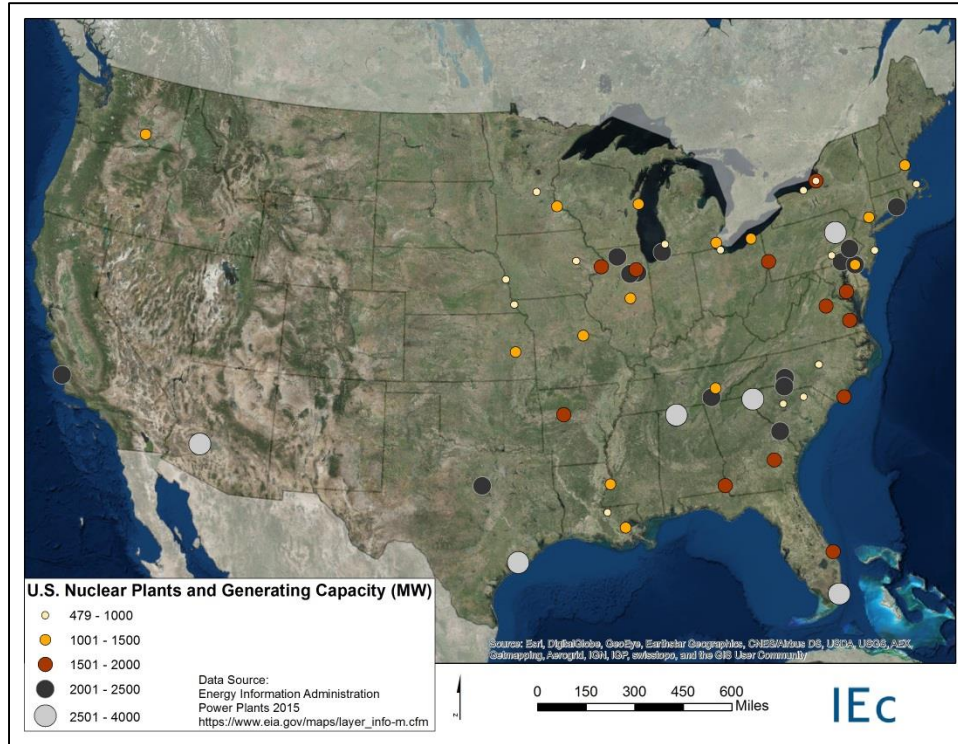 Source: Esri, DigitalGlobe, GeoEye, Earthstar Geographics, CNES/Airbus DS, USDA, USGS, AEX,
Getmapping, Aerogrid, IGN, IGP, swisstopo, and the GIS User Community
U.S. Nuclear Plants and Generating Capacity (MW)
479 - 1000
1001 - 1500
1501 - 2000
2001 - 2500
2501 - 4000
Data Source:
Energy Information Administration
Power Plants 2015
https://www.eia.gov/maps/layer_info-m.cfm
z
0 150 300 450 600
Miles
IEc